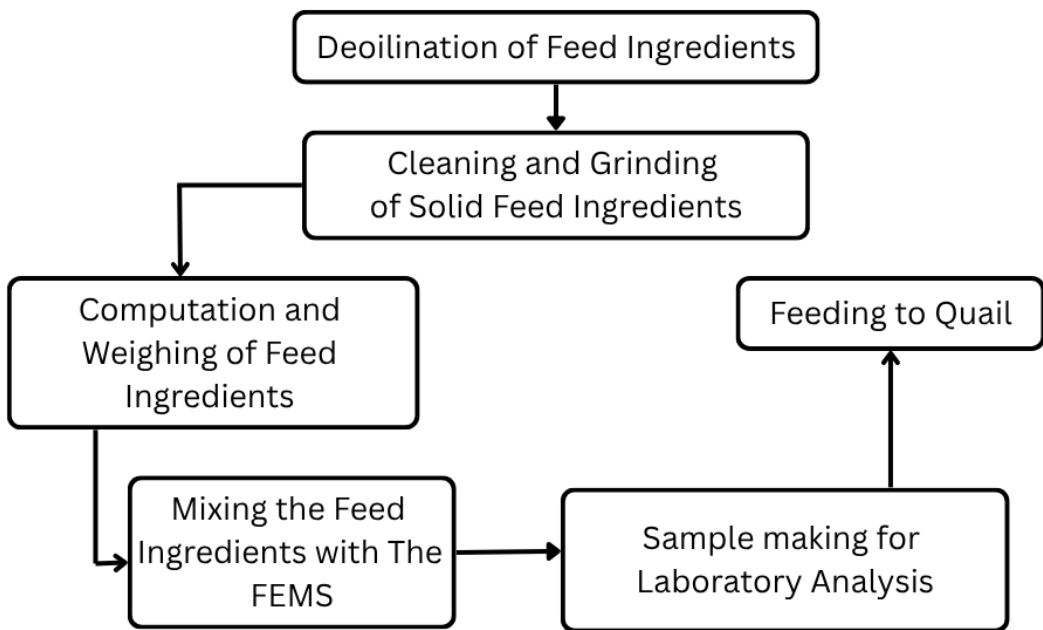 Deoilination of Feed Ingredients
Cleaning and Grinding
of Solid Feed Ingredients
Computation and
Weighing of Feed
Ingredients
Mixing the Feed
Ingredients with The
FEMS
Sample making for
Laboratory Analysis
Feeding to Quail